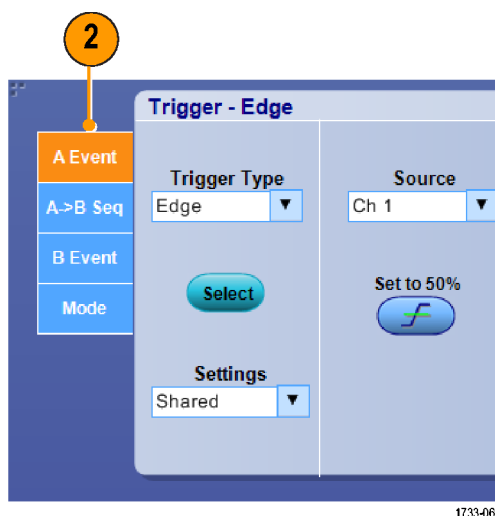 2
Trigger - Edge
A Event
A->B Seq
B Event
Mode
Trigger Type
Edge
Select
Settings
Shared
Source
Ch 1
Set to 50%
1733-06